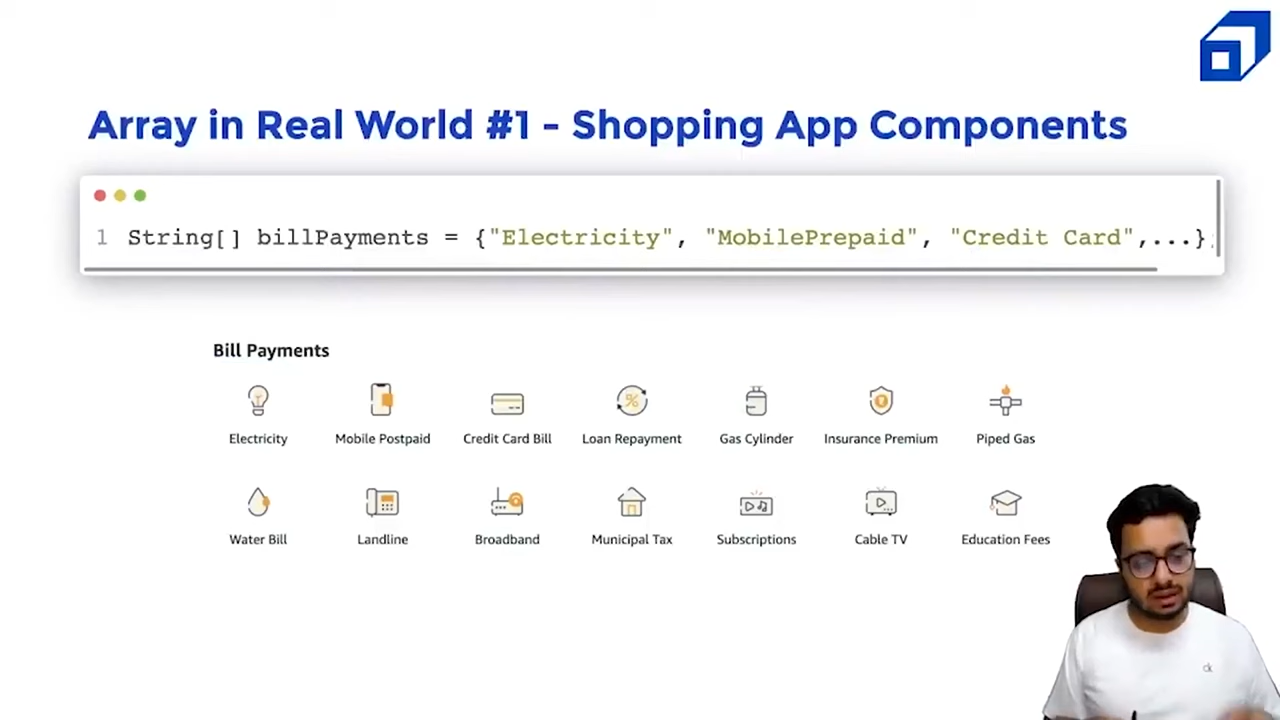 Array in Real World #1 - Shopping App Components
1 String[] billPayments = {"Electricity", "MobilePrepaid", "Credit Card",...};
Bill Payments
Electricity Mobile Postpaid Credit Card Bill Loan Repayment Gas Cylinder Insurance Premium Piped Gas
Water Bill Landline Broadband Municipal Tax Subscriptions Cable TV Education Fees
ck